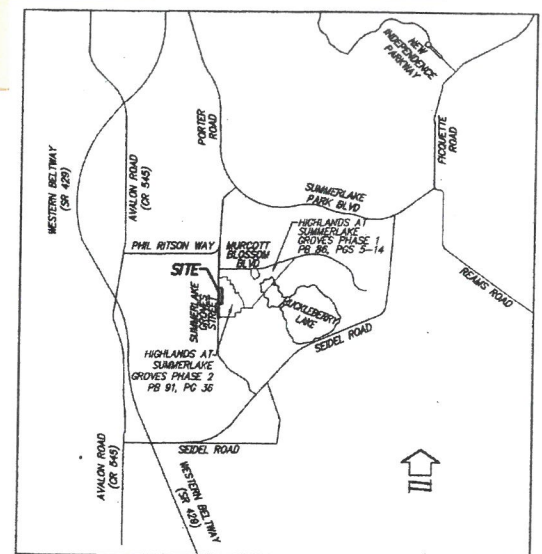 NEW
INDEPENDENCE
PARKWAY
FICQUETTE
ROAD
PORTER
ROAD
WESTERN BELTWAY
(SR 429)
AVALON ROAD
(CR 545)
SUMMERLAKE
PARK BLVD
HIGHLANDS AT
SUMMERLAKE
GROVES PHASE 1
PB 86, PGS 5-14
PHIL RITSON WAY
MURCOTT
BLOSSOM
BLVD
REAMS ROAD
SITE
SUMMERLAKE
GROVES
STREET
HUCKLEBERRY
LAKE
SEIDEL ROAD
HIGHLANDS AT
SUMMERLAKE
GROVES PHASE 2
PB 91, PG 36
SEIDEL ROAD
AVALON ROAD
(CR 545)
WESTERN BELTWAY
(SR 429)